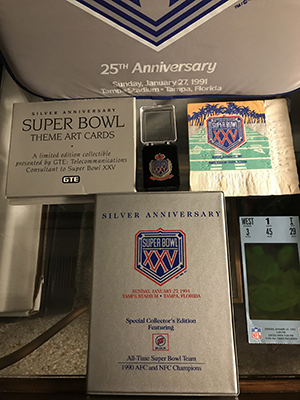 25TH Anniversary
Sunday, January 27, 1991
Tampa Stadium • Tampa, Florida
SILVER ANNIVERSARY
SUPER BOWL
THEME ART CARDS
A limited edition collectible
presented by GTE: Telecommunications
Consultant to Super Bowl XXV
GTE
SUPER BOWL
XXV
SILVER ANNIVERSARY
SUPER BOWL
XXV
SUNDAY, JANUARY 27, 1991
TAMPA STADIUM • TAMPA, FLORIDA
Special Collector's Edition
Featuring
All-Time Super Bowl Team
1990 AFC and NFC Champions
WEST 1 T
3 45 29